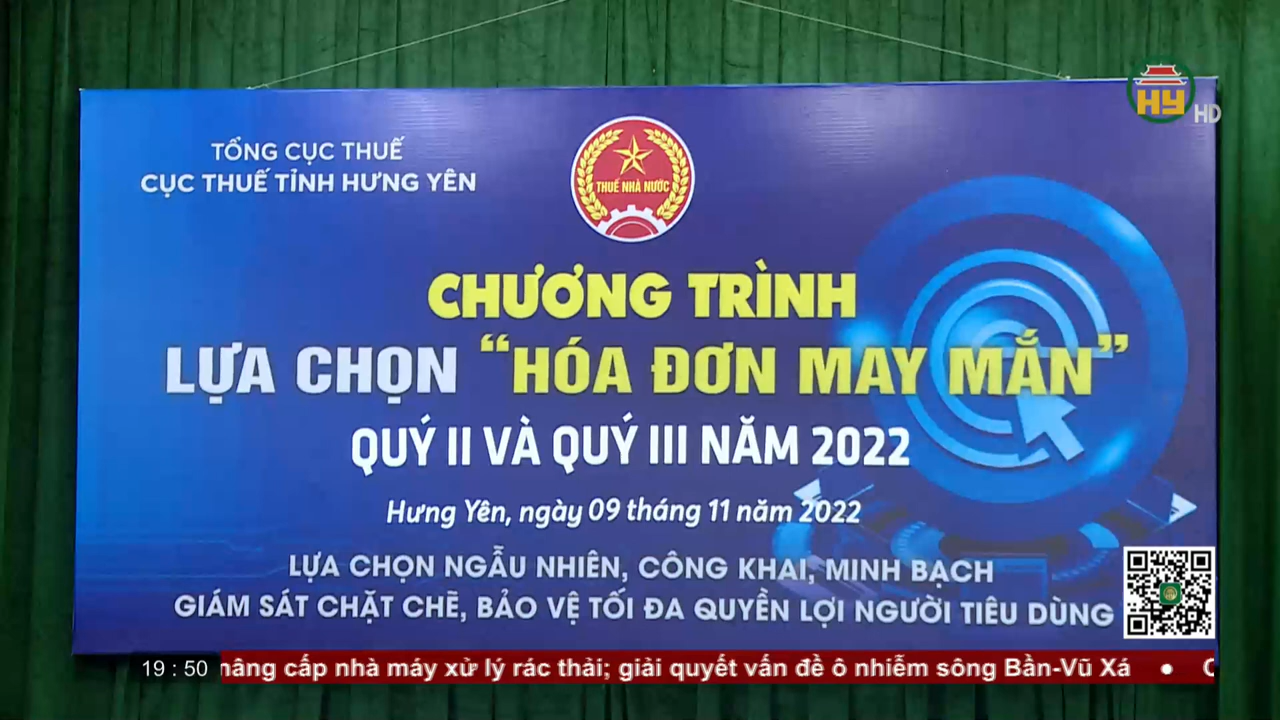 HY HD
TỔNG CỤC THUẾ
CỤC THUẾ TỈNH HƯNG YÊN
THUẾ NHÀ NƯỚC
CHƯƠNG TRÌNH
LỰA CHỌN “HÓA ĐƠN MAY MẮN”
QUÝ II VÀ QUÝ III NĂM 2022
Hưng Yên, ngày 09 tháng 11 năm 2022
LỰA CHỌN NGẪU NHIÊN, CÔNG KHAI, MINH BẠCH
GIÁM SÁT CHẶT CHẼ, BẢO VỆ TỐI ĐA QUYỀN LỢI NGƯỜI TIÊU DÙNG
19 : 50 nâng cấp nhà máy xử lý rác thải; giải quyết vấn đề ô nhiễm sông Bần-Vũ Xá •